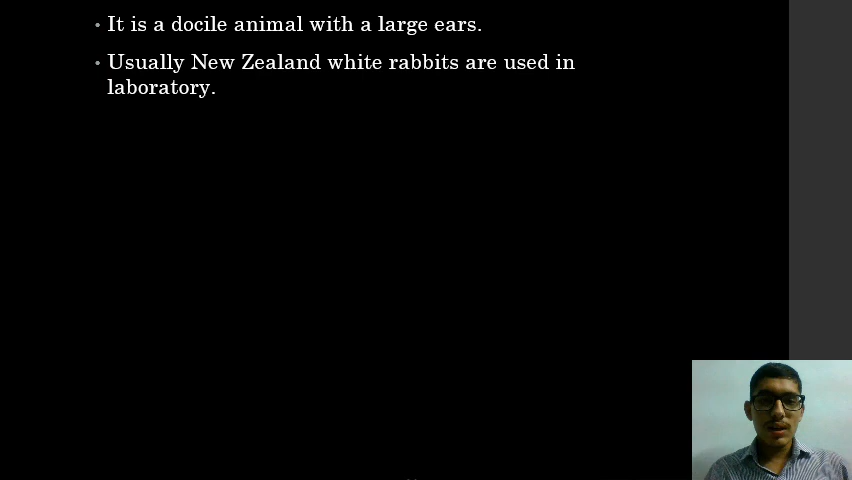 • It is a docile animal with a large ears.
• Usually New Zealand white rabbits are used in
laboratory.